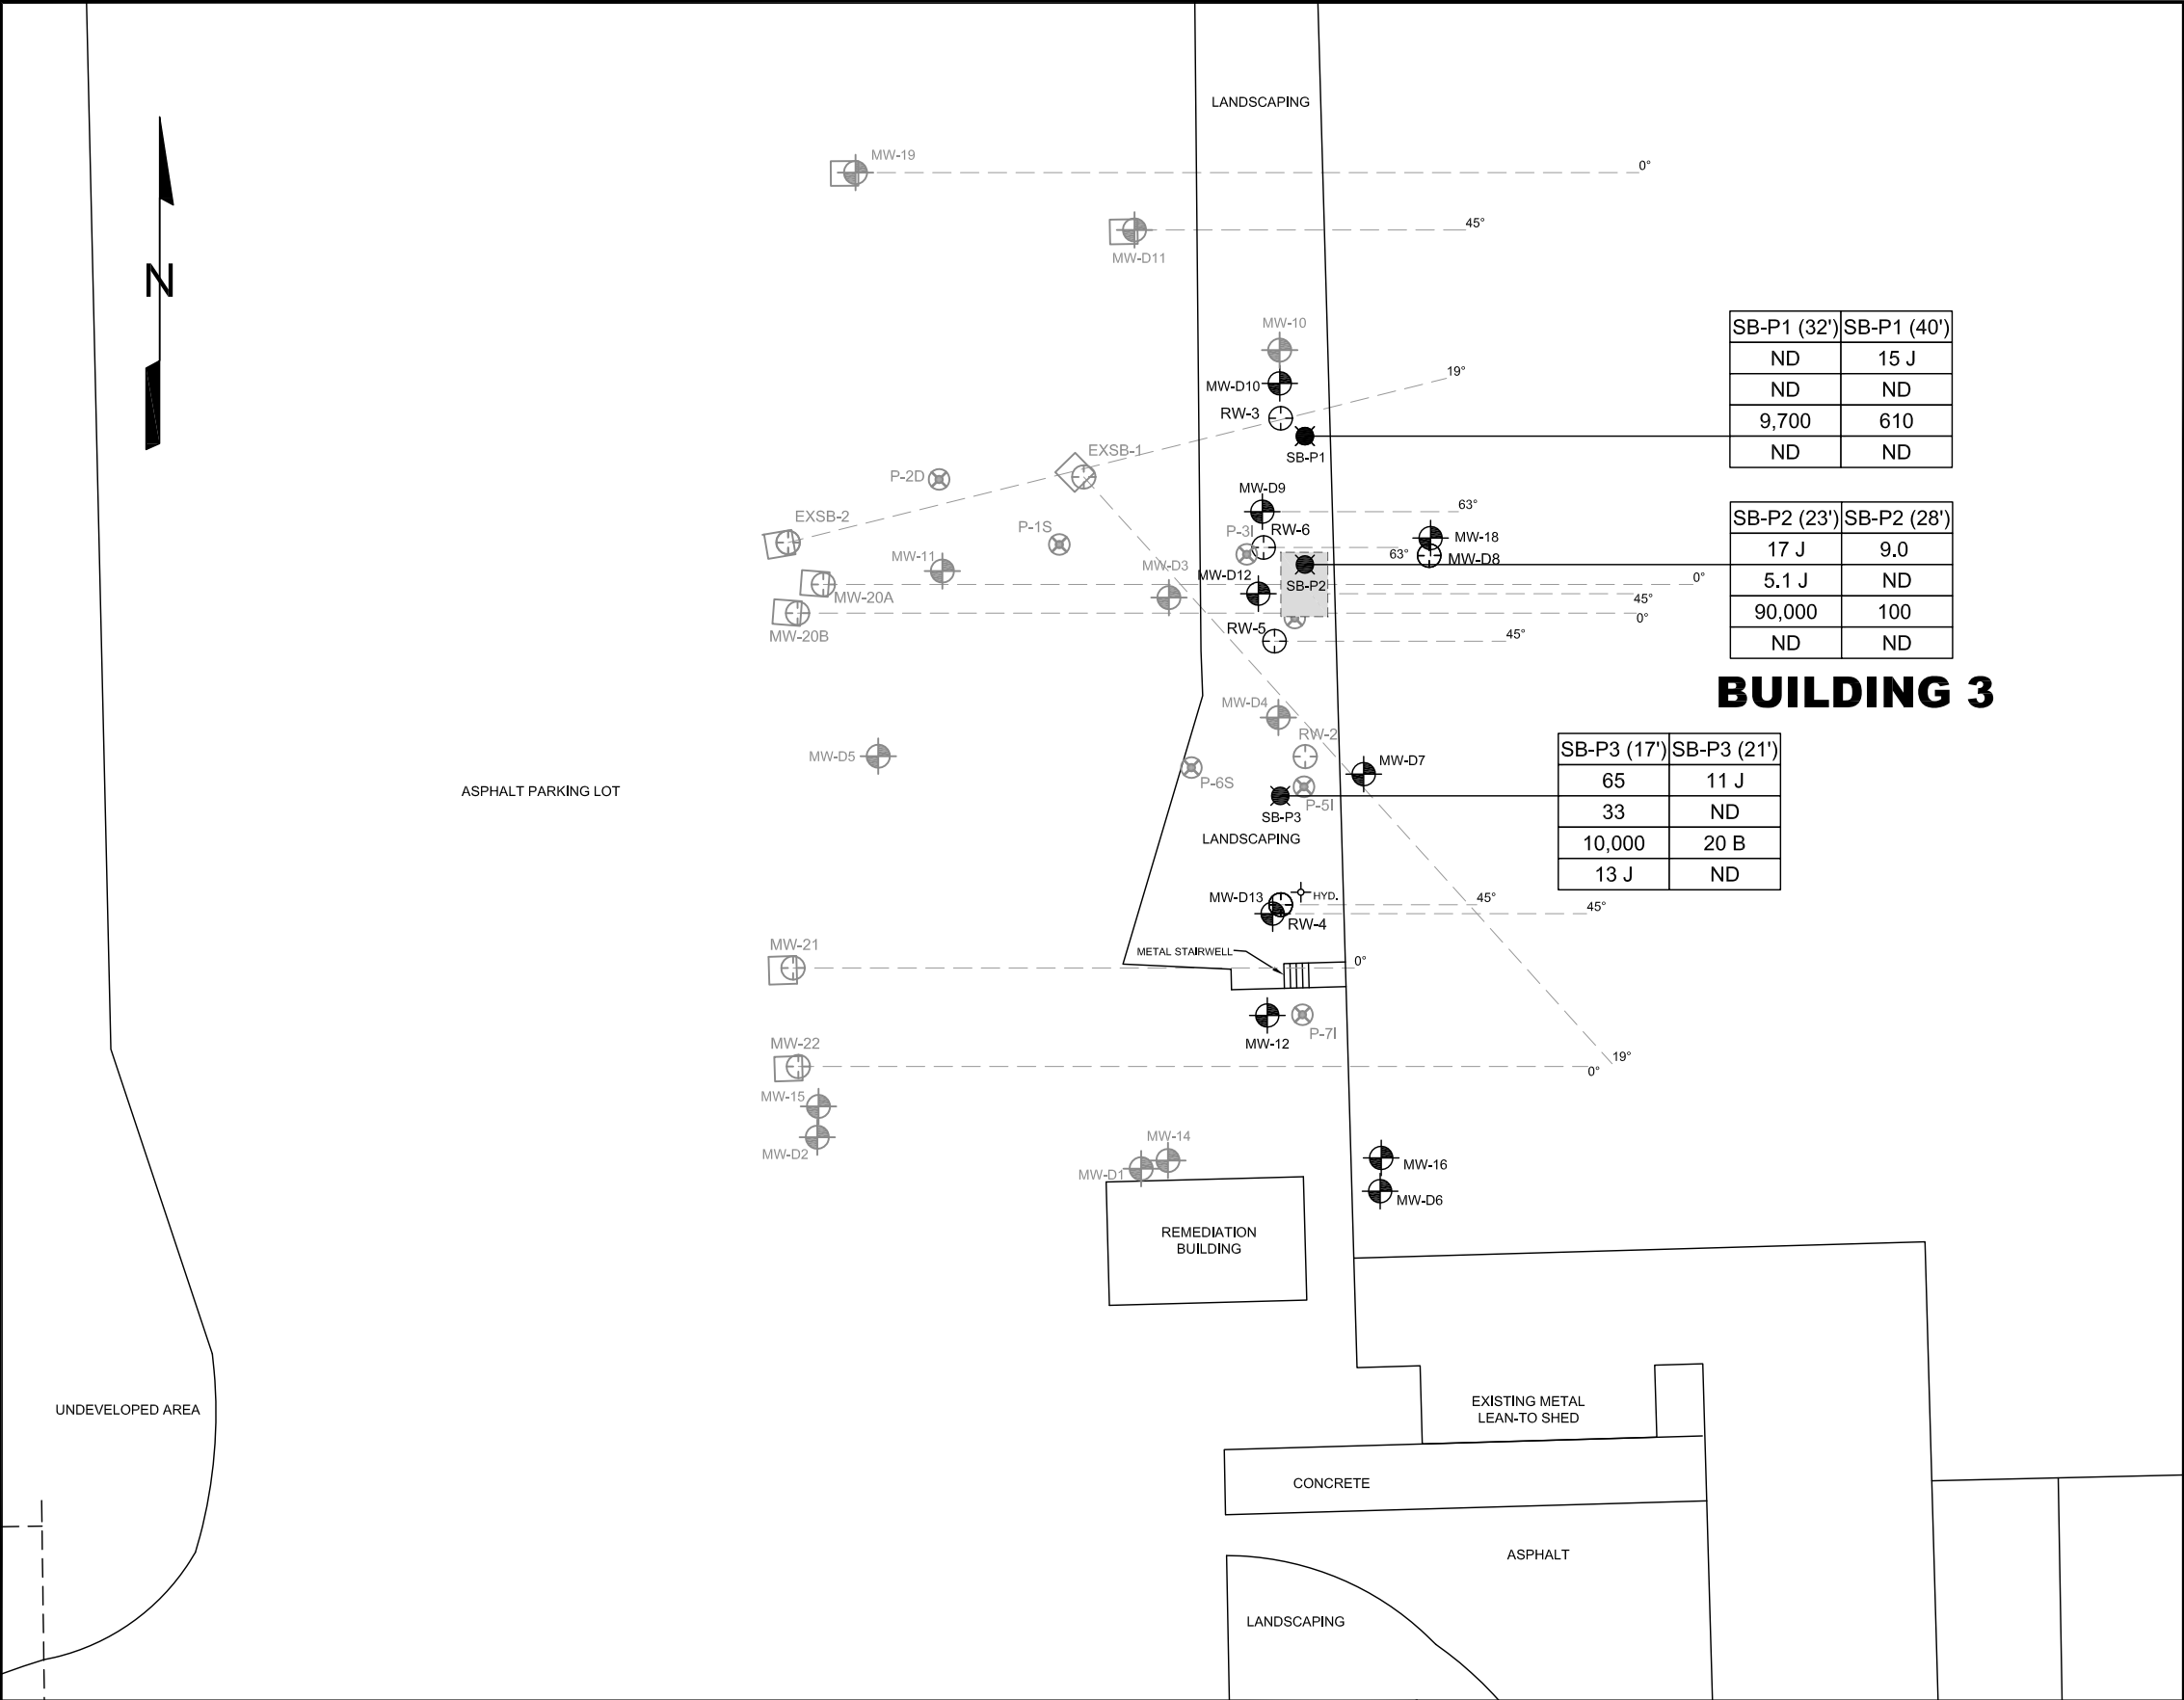 LANDSCAPING
MW-19
0°
45°
MW-D11
N
MW-10
MW-D10
19°
RW-3
SB-P1
SB-P1 (32') SB-P1 (40')
ND 15 J
ND ND
9,700 610
ND ND
EXSB-1
P-2D
MW-D9
63°
EXSB-2
P-1S
P-3I
RW-6
MW-18
63°
MW-D8
MW-11
MW-D3
MW-D12
SB-P2
0°
MW-20A
45°
0°
MW-20B
RW-5
45°
SB-P2 (23') SB-P2 (28')
17 J 9.0
5.1 J ND
90,000 100
ND ND
BUILDING 3
MW-D4
RW-2
MW-D5
MW-D7
P-6S
P-5I
SB-P3
ASPHALT PARKING LOT
LANDSCAPING
SB-P3 (17') SB-P3 (21')
65 11 J
33 ND
10,000 20 B
13 J ND
MW-D13
HYD.
45°
45°
RW-4
MW-21
METAL STAIRWELL
0°
MW-12
P-7I
MW-22
19°
0°
MW-15
MW-D2
MW-14
MW-D1
MW-16
MW-D6
REMEDIATION
BUILDING
UNDEVELOPED AREA
EXISTING METAL
LEAN-TO SHED
CONCRETE
ASPHALT
LANDSCAPING